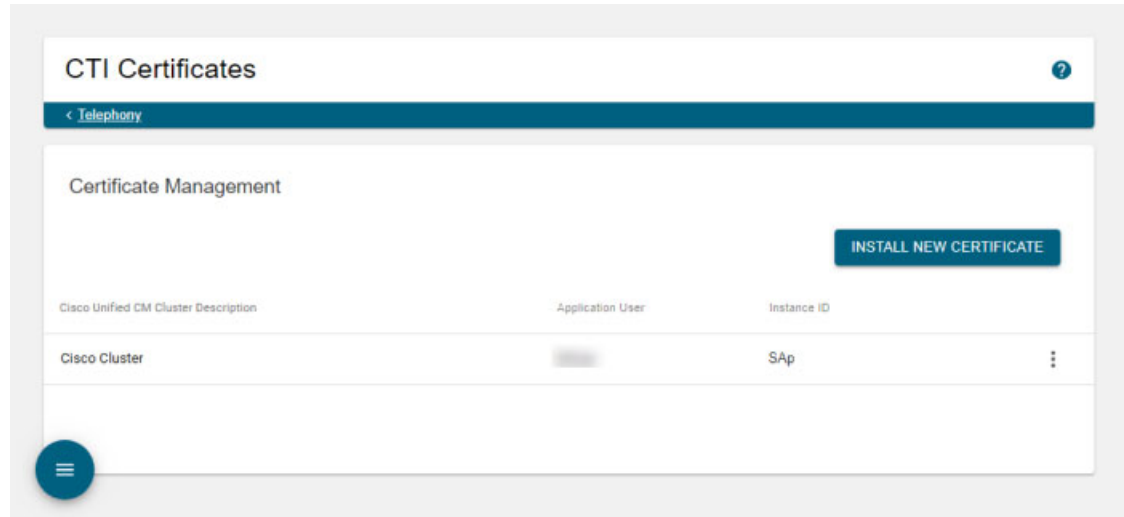 CTI Certificates
< Telephony
Certificate Management
INSTALL NEW CERTIFICATE
Cisco Unified CM Cluster Description Application User Instance ID
Cisco Cluster SAp